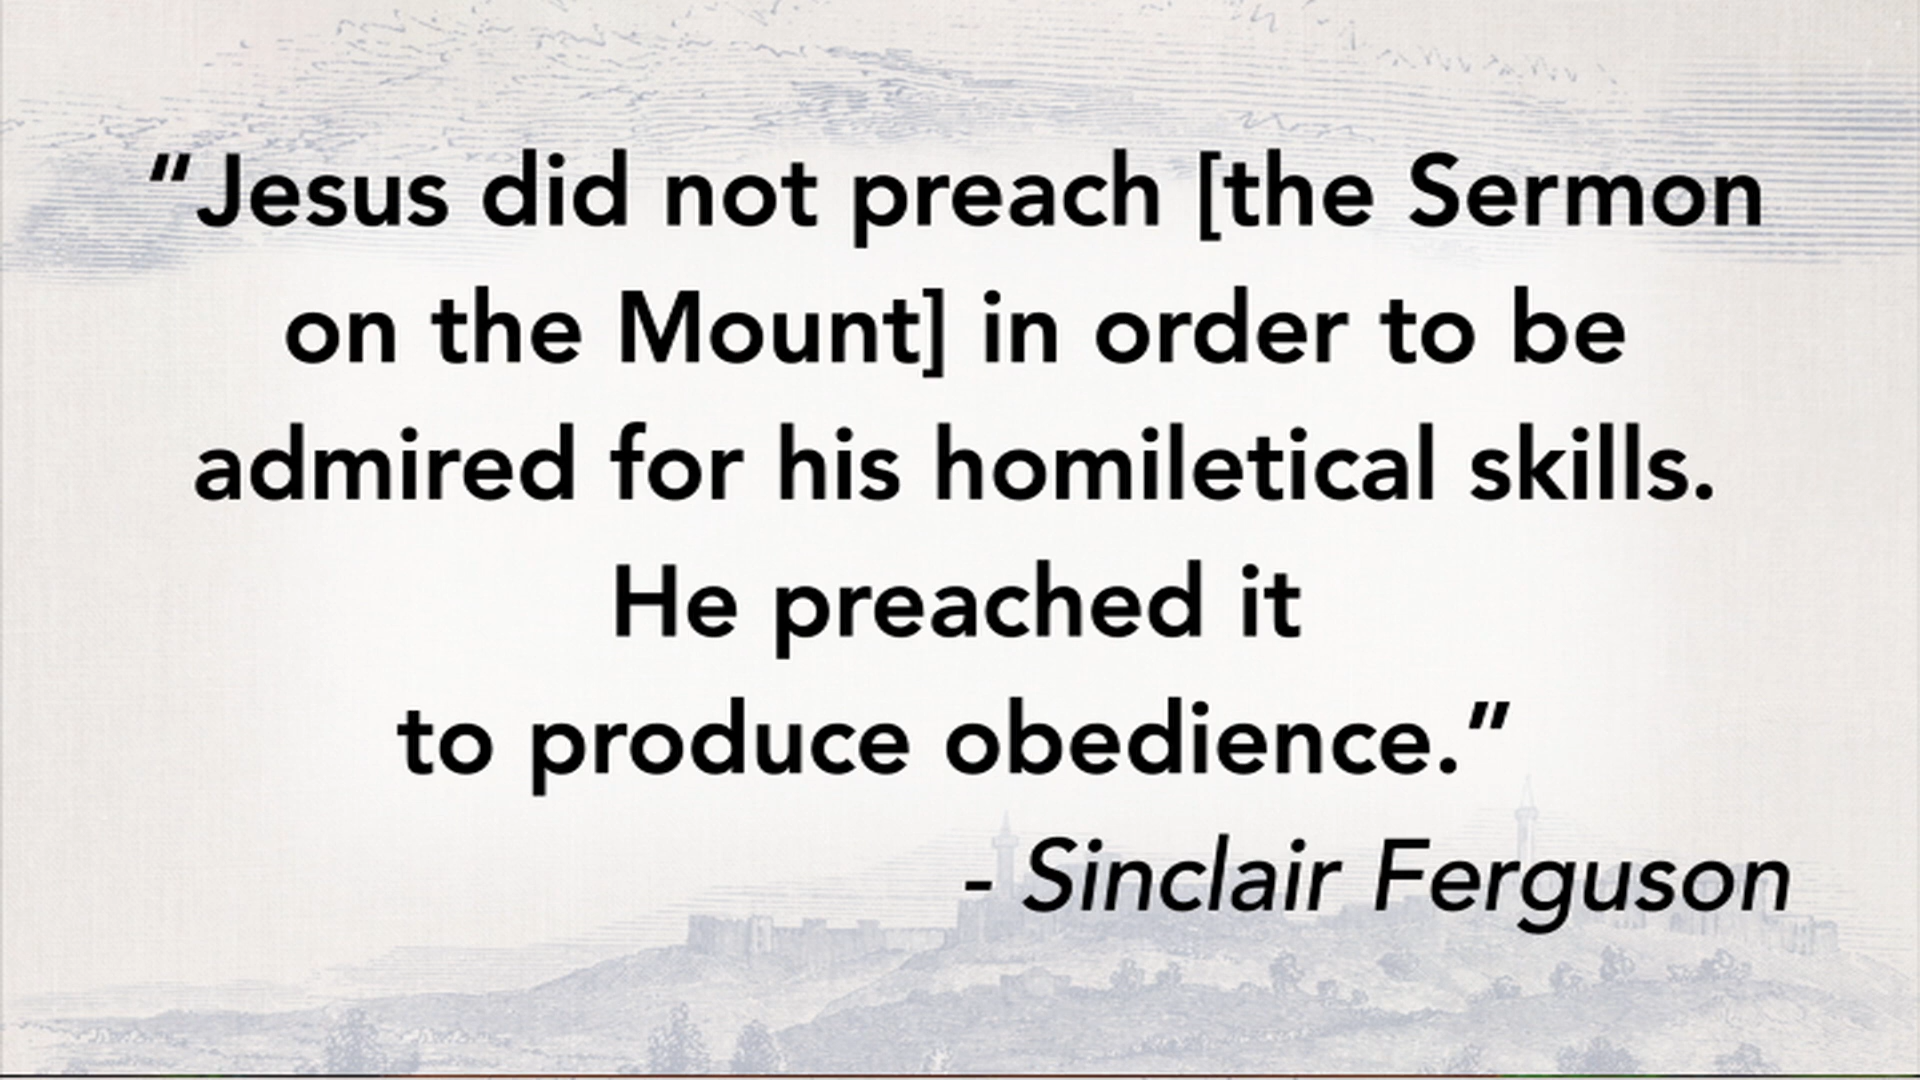 “Jesus did not preach [the Sermon
on the Mount] in order to be
admired for his homiletical skills.
He preached it
to produce obedience.”
- Sinclair Ferguson